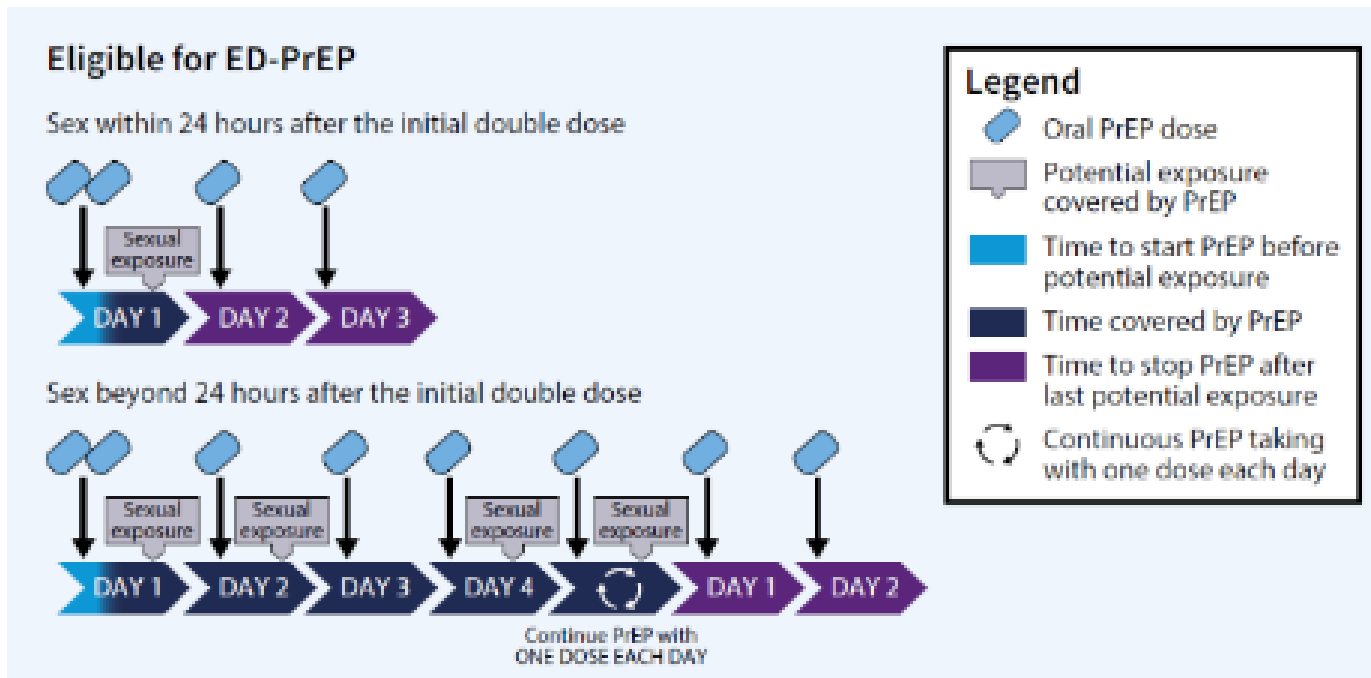 Eligible for ED-PrEP
Sex within 24 hours after the initial double dose
Sexual
exposure
DAY 1
DAY 2
DAY 3
Sex beyond 24 hours after the initial double dose
Sexual
exposure
Sexual
exposure
Sexual
exposure
Sexual
exposure
DAY 1
DAY 2
DAY 3
DAY 4
DAY 1
DAY 2
Continue PrEP with
ONE DOSE EACH DAY
Legend
Oral PrEP dose
Potential exposure
covered by PrEP
Time to start PrEP before
potential exposure
Time covered by PrEP
Time to stop PrEP after
last potential exposure
Continuous PrEP taking
with one dose each day